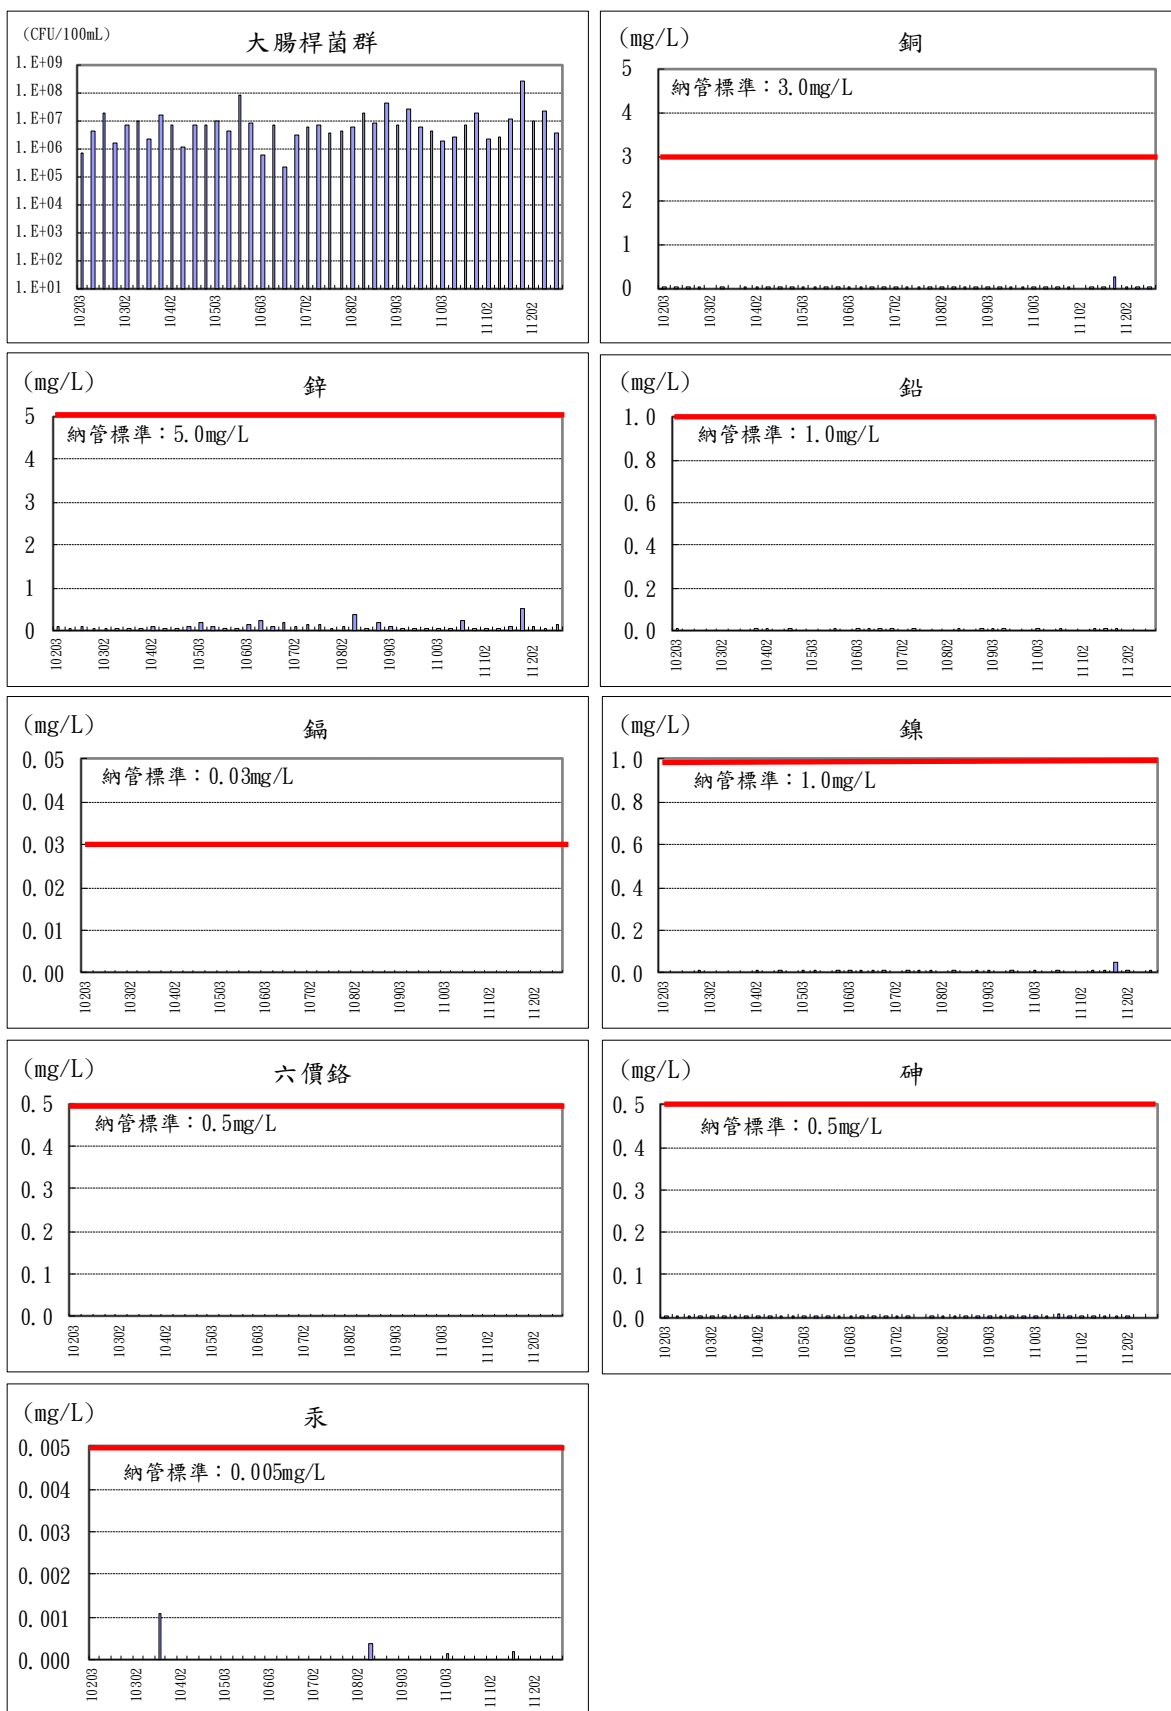 (CFU/100mL)
大腸桿菌群
1.E+09
1.E+08
1.E+07
1.E+06
1.E+05
1.E+04
1.E+03
1.E+02
1.E+01
10203 10302 10402 10503 10603 10702 10802 10903 11003 11102 11202
(mg/L)
銅
納管標準：3.0mg/L
5
4
3
2
1
0
10203 10302 10402 10503 10603 10702 10802 10903 11003 11102 11202
(mg/L)
鋅
納管標準：5.0mg/L
5
4
3
2
1
0
10203 10302 10402 10503 10603 10702 10802 10903 11003 11102 11202
(mg/L)
鉛
納管標準：1.0mg/L
1.0
0.8
0.6
0.4
0.2
0.0
10203 10302 10402 10503 10603 10702 10802 10903 11003 11102 11202
(mg/L)
鎘
納管標準：0.03mg/L
0.05
0.04
0.03
0.02
0.01
0.00
10203 10302 10402 10503 10603 10702 10802 10903 11003 11102 11202
(mg/L)
鎳
納管標準：1.0mg/L
1.0
0.8
0.6
0.4
0.2
0.0
10203 10302 10402 10503 10603 10702 10802 10903 11003 11102 11202
(mg/L)
六價鉻
納管標準：0.5mg/L
0.5
0.4
0.3
0.2
0.1
0.0
10203 10302 10402 10503 10603 10702 10802 10903 11003 11102 11202
(mg/L)
砷
納管標準：0.5mg/L
0.5
0.4
0.3
0.2
0.1
0.0
10203 10302 10402 10503 10603 10702 10802 10903 11003 11102 11202
(mg/L)
汞
納管標準：0.005mg/L
0.005
0.004
0.003
0.002
0.001
0.000
10203 10302 10402 10503 10603 10702 10802 10903 11003 11102 11202